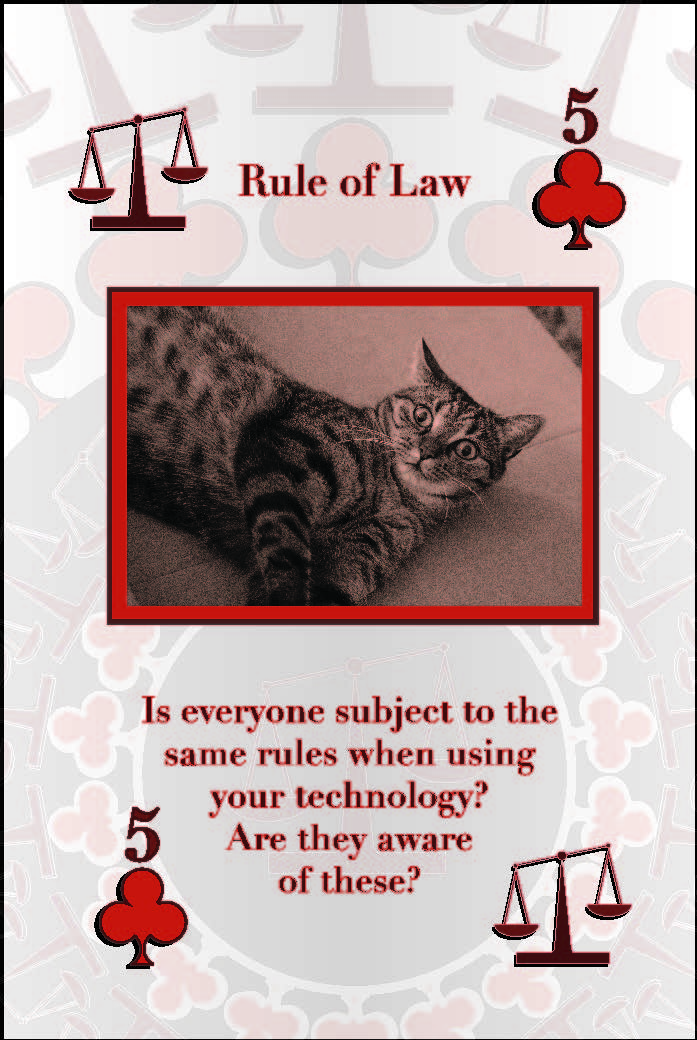 5
Rule of Law
Is everyone subject to the
same rules when using
your technology?
Are they aware
of these?
5